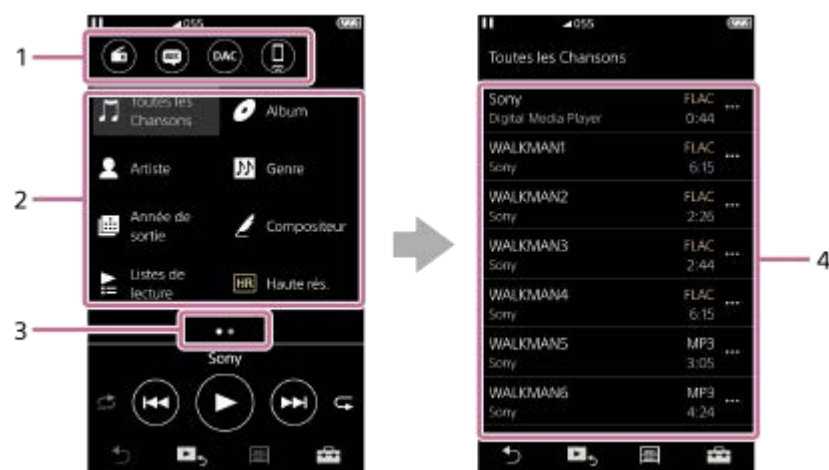 055
1
DAC
Toutes les
Chansons
Album
Artiste
Genre
2
Année de
sortie
Compositeur
Listes de
lecture
HR
Haute rés.
3
Sony
055
Toutes les Chansons
Sony FLAC
Digital Media Player 0:44
WALKMAN1 FLAC
Sony 6:15
WALKMAN2 FLAC
Sony 2:26
WALKMAN3 FLAC
Sony 2:44
4
WALKMAN4 FLAC
Sony 6:15
WALKMAN5 MP3
Sony 3:05
WALKMAN6 MP3
Sony 4:24